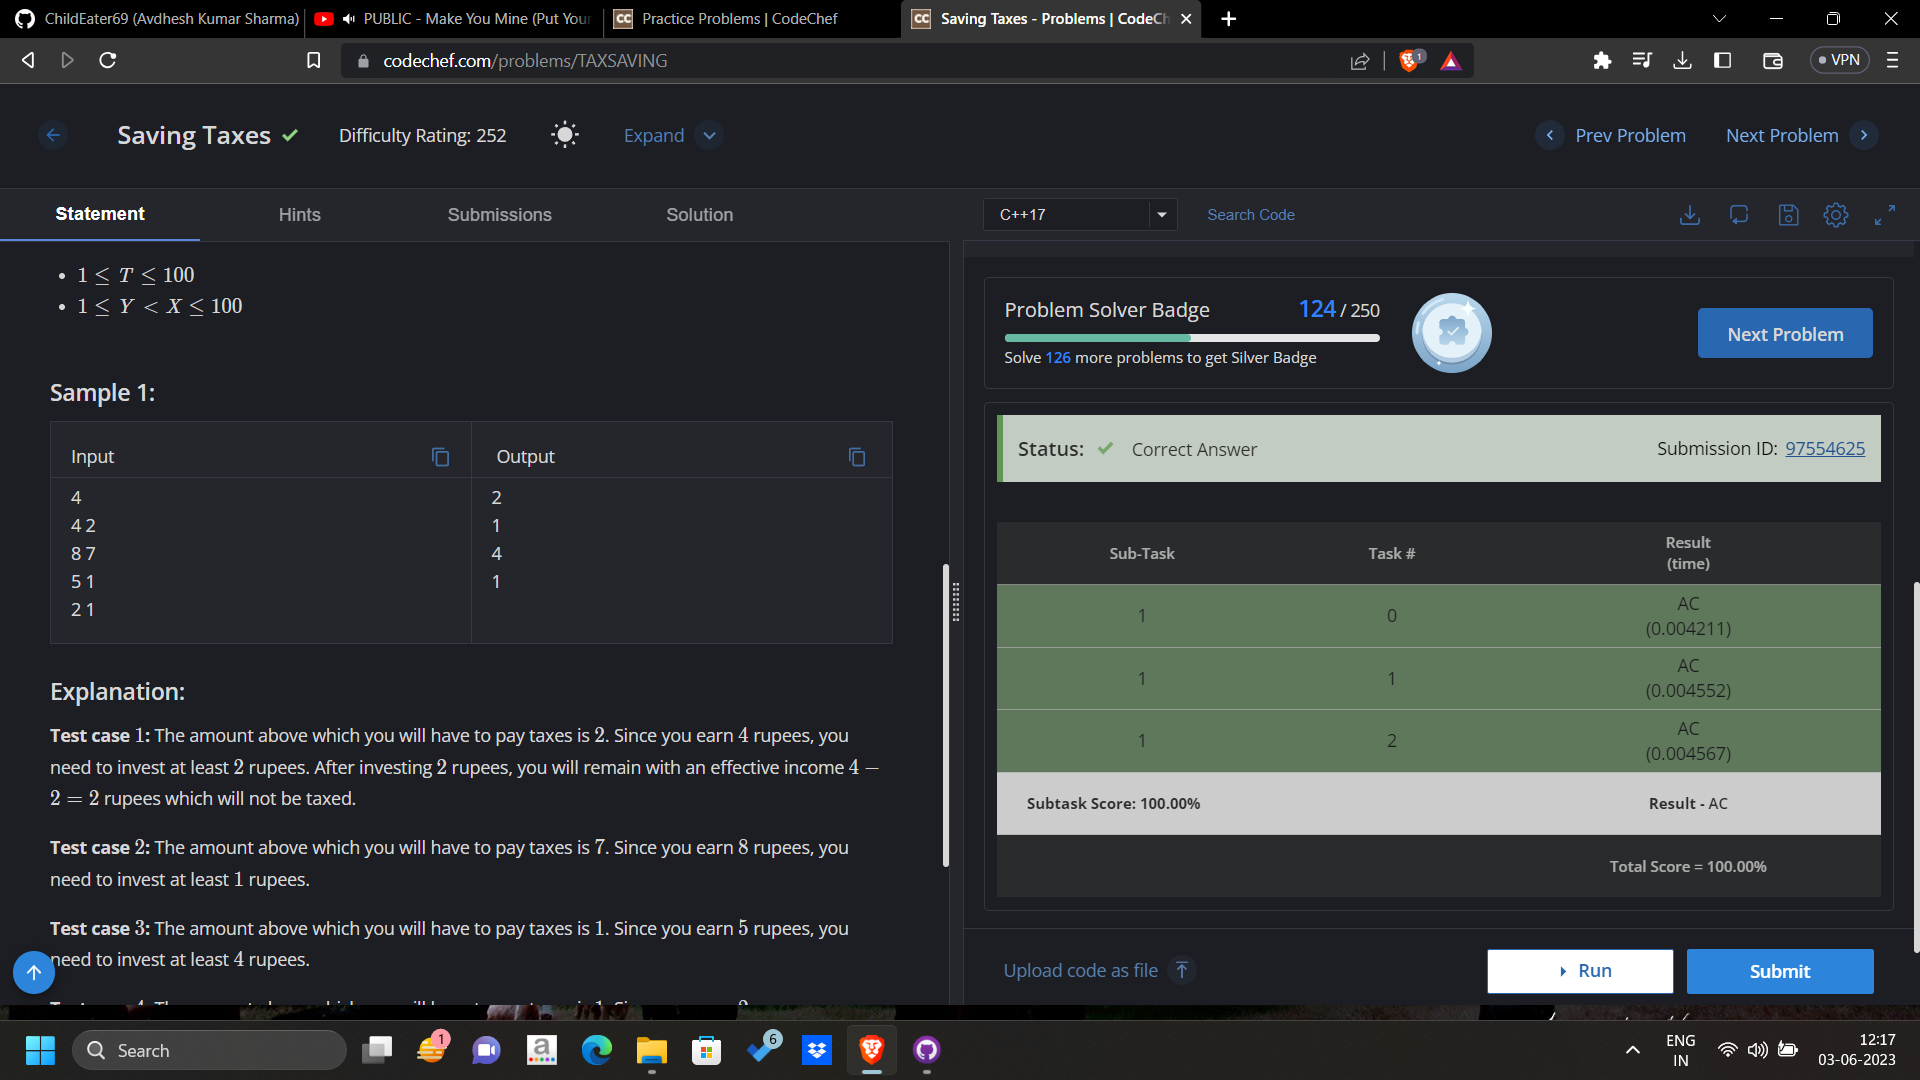 ChildEater69 (Avdhesh Kumar Sharma)
PUBLIC - Make You Mine (Put Your
CC Practice Problems | CodeChef
CC Saving Taxes - Problems | CodeCh
codechef.com/problems/TAXSAVING
1
VPN
Saving Taxes
Difficulty Rating: 252
Expand
Prev Problem
Next Problem
Statement
Hints
Submissions
Solution
C++17
Search Code
• 1 ≤ T ≤ 100
• 1 ≤ Y < X ≤ 100
Sample 1:
Input
Output
4
4 2
8 7
5 1
2 1
2
1
4
1
Explanation:
Test case 1: The amount above which you will have to pay taxes is 2. Since you earn 4 rupees, you
need to invest at least 2 rupees. After investing 2 rupees, you will remain with an effective income 4 −
2 = 2 rupees which will not be taxed.
Test case 2: The amount above which you will have to pay taxes is 7. Since you earn 8 rupees, you
need to invest at least 1 rupees.
Test case 3: The amount above which you will have to pay taxes is 1. Since you earn 5 rupees, you
need to invest at least 4 rupees.
Problem Solver Badge
124 / 250
Solve 126 more problems to get Silver Badge
Next Problem
Status:
Correct Answer
Submission ID: 97554625
Sub-Task
Task #
Result
(time)
1
0
AC
(0.004211)
1
1
AC
(0.004552)
1
2
AC
(0.004567)
Subtask Score: 100.00%
Result - AC
Total Score = 100.00%
Upload code as file
Run
Submit
Search
1
a
6
ENG
IN
12:17
03-06-2023